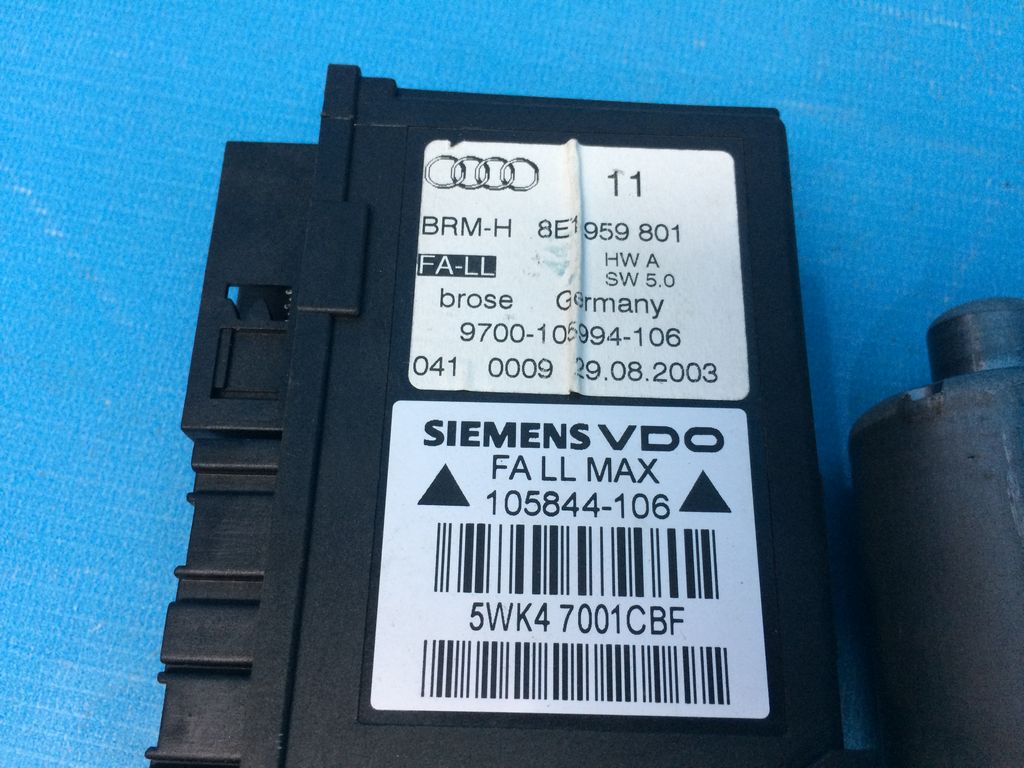 11
BRM-H 8E1 959 801
FA-LL HW A
SW 5.0
brose Germany
9700-105994-106
041 0009 29.08.2003
SIEMENS VDO
FA LL MAX
105844-106
5WK4 7001CBF